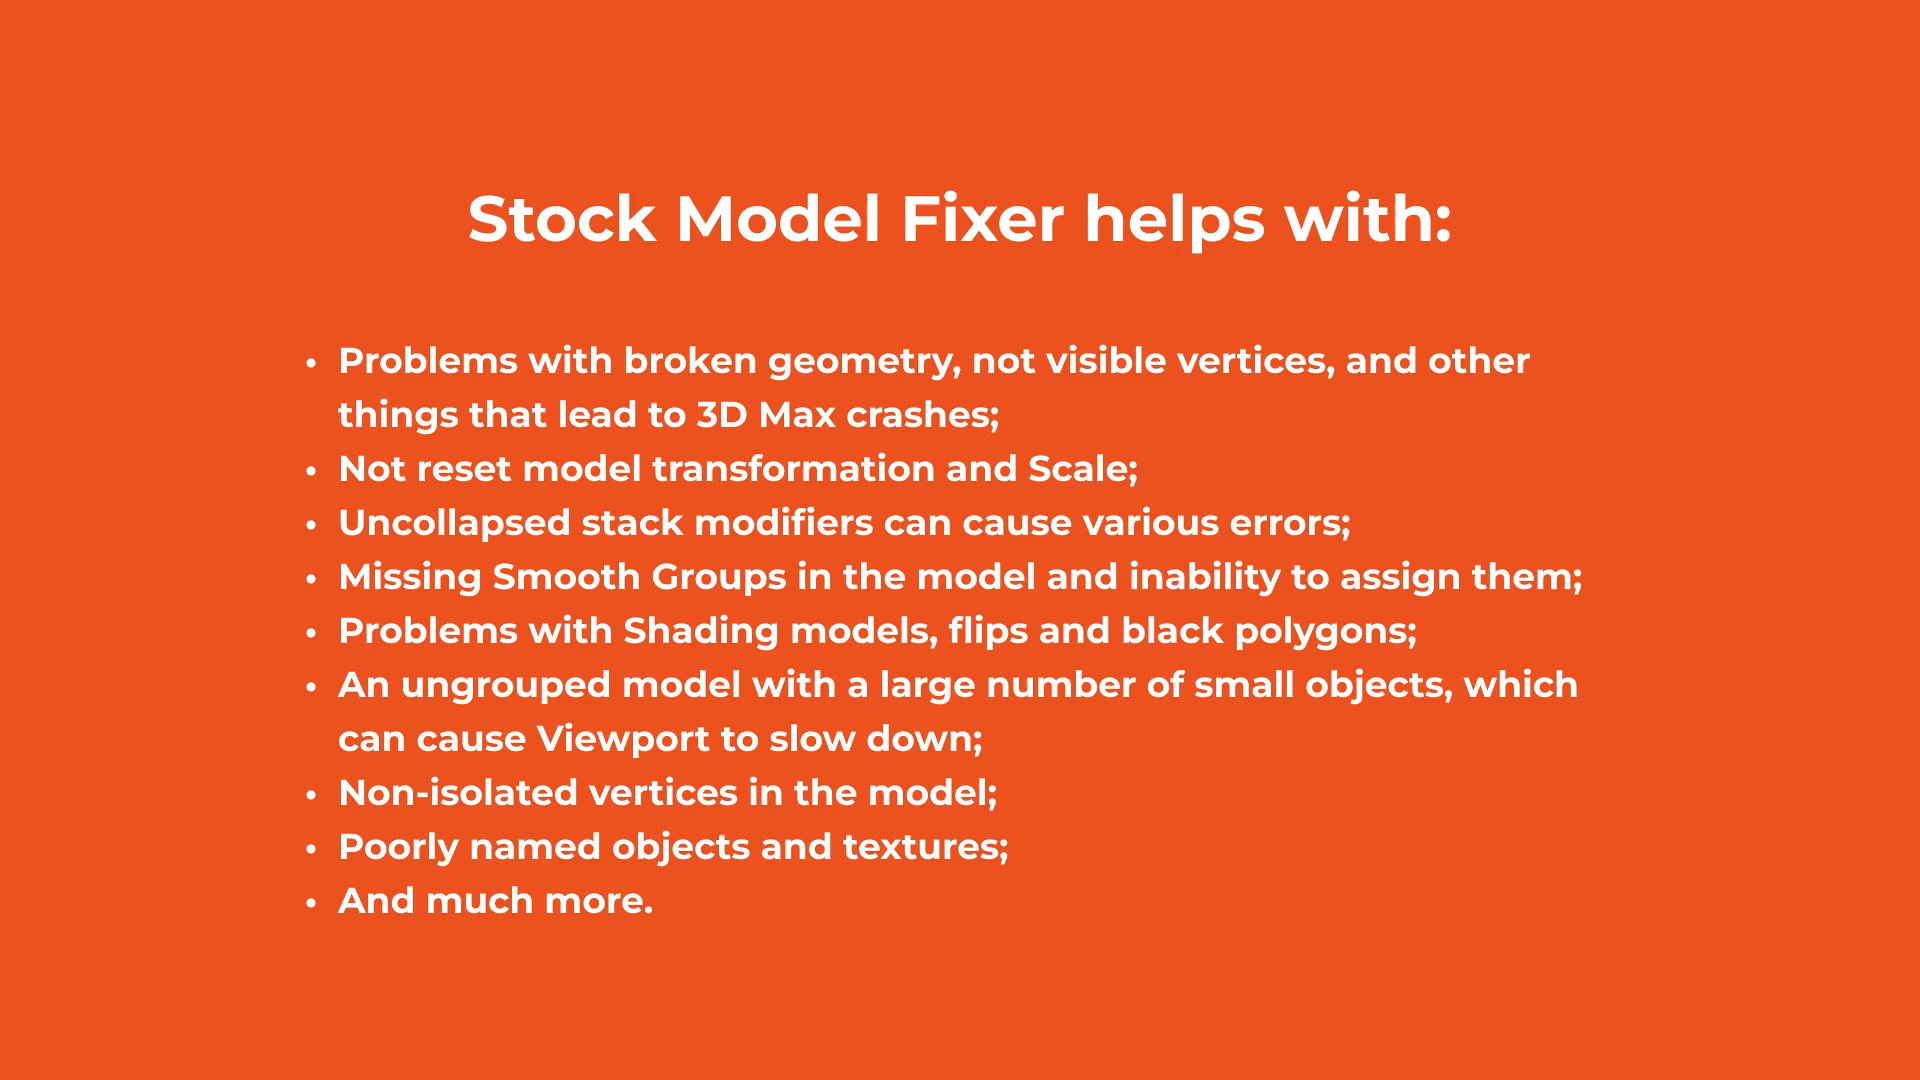 Stock Model Fixer helps with:
• Problems with broken geometry, not visible vertices, and other
things that lead to 3D Max crashes;
• Not reset model transformation and Scale;
• Uncollapsed stack modifiers can cause various errors;
• Missing Smooth Groups in the model and inability to assign them;
• Problems with Shading models, flips and black polygons;
• An ungrouped model with a large number of small objects, which
can cause Viewport to slow down;
• Non-isolated vertices in the model;
• Poorly named objects and textures;
• And much more.